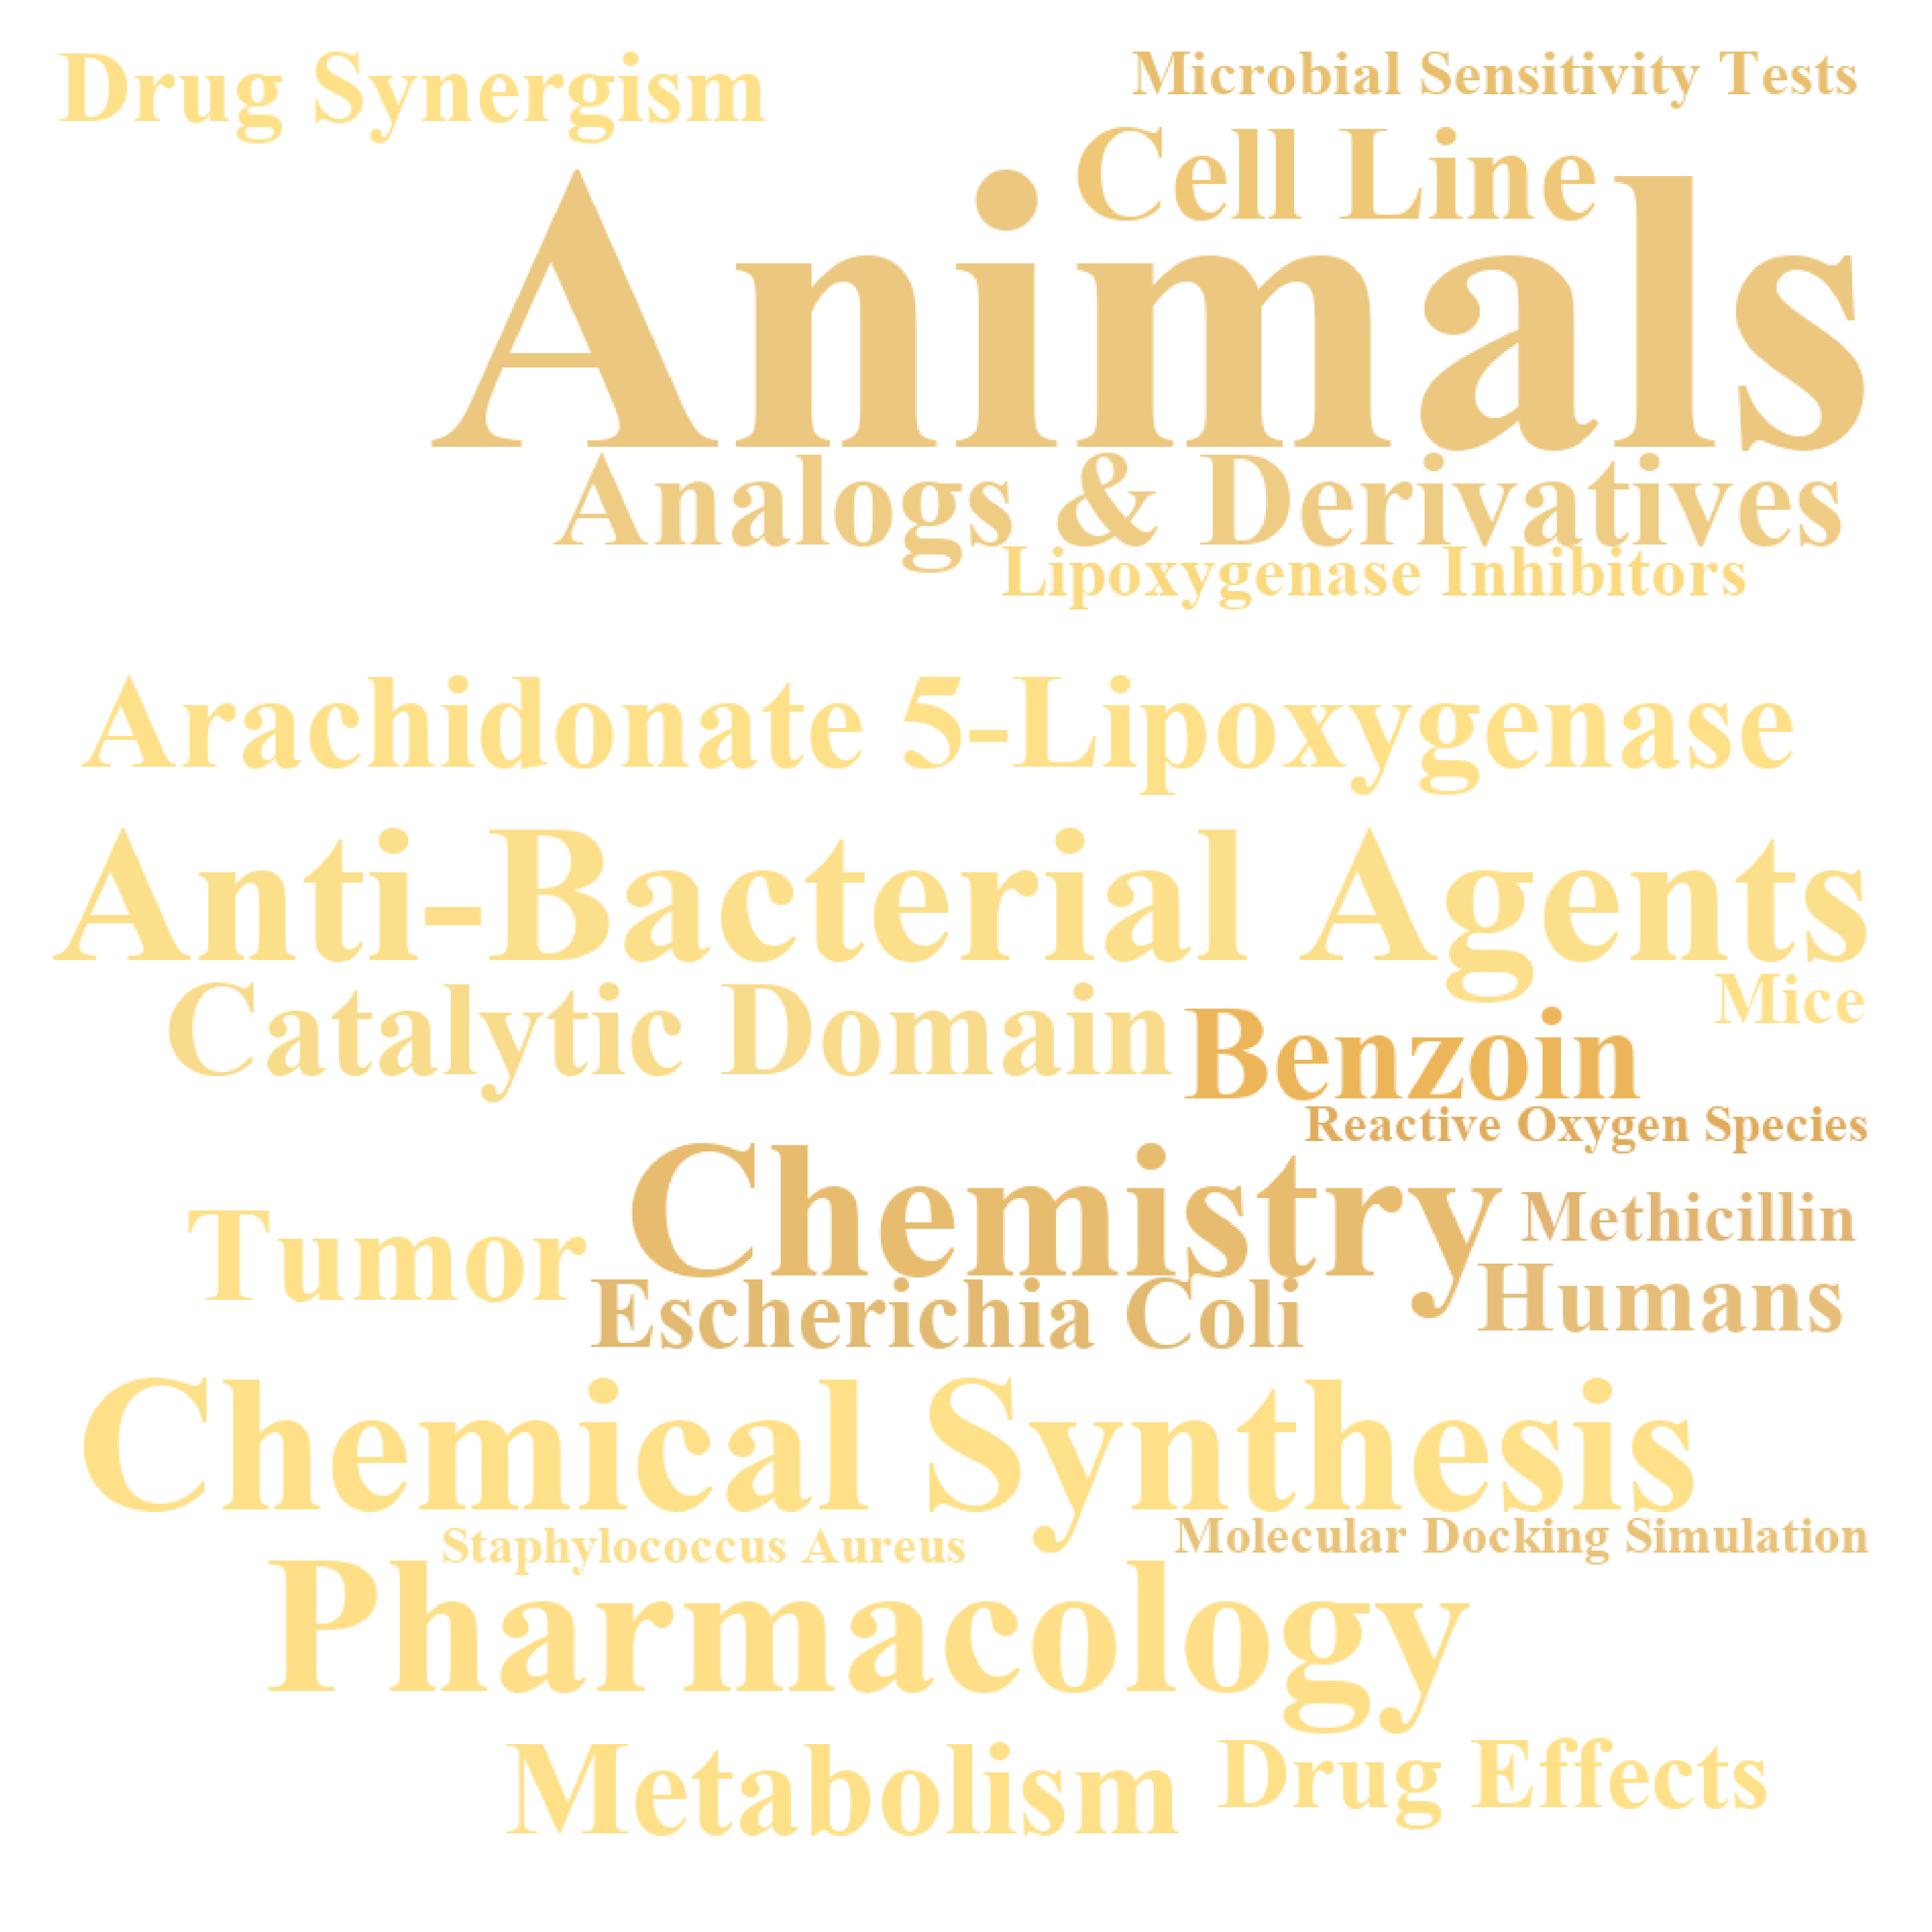 Drug Synergism
Microbial Sensitivity Tests
Cell Line
Animals
Analogs & Derivatives
Lipoxygenase Inhibitors
Arachidonate 5-Lipoxygenase
Anti-Bacterial Agents
Catalytic Domain
Mice
Benzoin
Reactive Oxygen Species
Chemistry
Tumor
Methicillin
Humans
Escherichia Coli
Chemical Synthesis
Staphylococcus Aureus
Molecular Docking Simulation
Pharmacology
Metabolism
Drug Effects